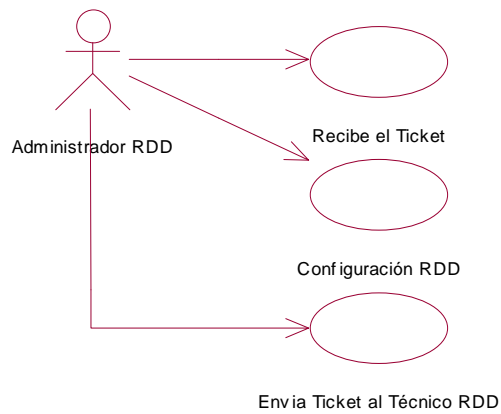 Recibe el Ticket
Administrador RDD
Configuración RDD
Envia Ticket al Técnico RDD